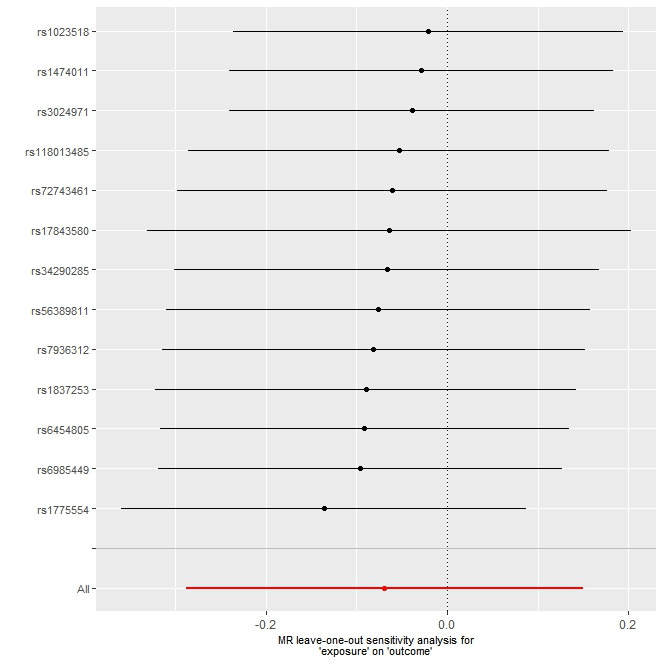 rs1023518
rs1474011
rs3024971
rs118013485
rs72743461
rs17843580
rs34290285
rs56389811
rs7936312
rs1837253
rs6454805
rs6985449
rs1775554
All
-0.2
0.0
0.2
MR leave-one-out sensitivity analysis for
'exposure' on 'outcome'